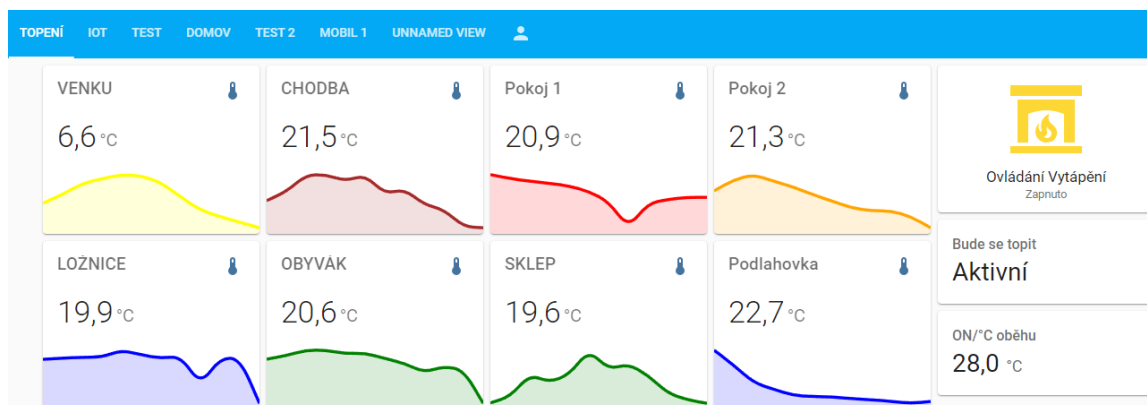 TOPENÍ IOT TEST DOMOV TEST 2 MOBIL 1 UNNAMED VIEW
VENKU
6,6 °C
CHODBA
21,5 °C
Pokoj 1
20,9 °C
Pokoj 2
21,3 °C
Ovládání Vytápění
Zapnuto
LOŽNICE
19,9 °C
OBYVÁK
20,6 °C
SKLEP
19,6 °C
Podlahovka
22,7 °C
Bude se topit
Aktivní
ON/°C oběhu
28,0 °C